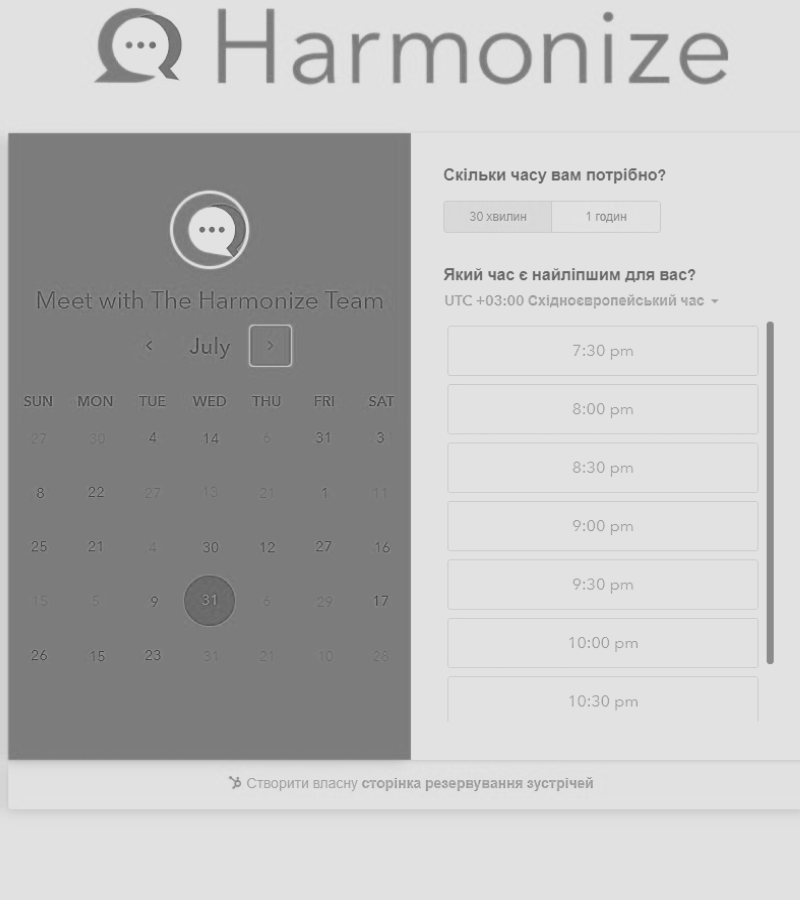 Harmonize
Meet with The Harmonize Team
July
SUN MON TUE WED THU FRI SAT
27 30 4 14 6 31 3
8 22 27 13 21 1 11
25 21 4 30 12 27 16
15 5 9 31 6 29 17
26 15 23 31 21 10 28
Скільки часу вам потрібно?
30 хвилин 1 годин
Який час є найліпшим для вас?
UTC +03:00 Східноєвропейський час
7:30 pm
8:00 pm
8:30 pm
9:00 pm
9:30 pm
10:00 pm
10:30 pm
Створити власну сторінка резервування зустрічей